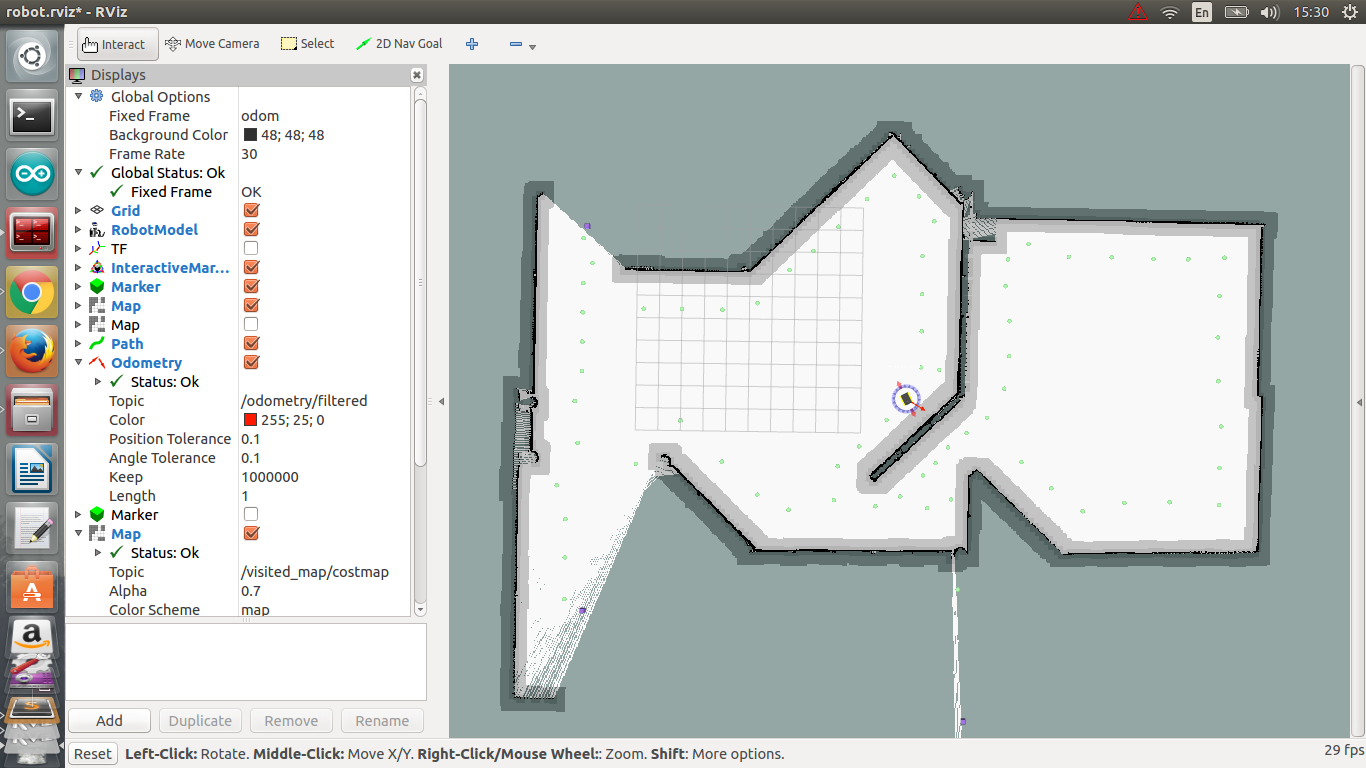 robot.rviz* - RViz
En
15:30
Interact
Move Camera
Select
2D Nav Goal
Displays
Global Options
Fixed Frame odom
Background Color 48; 48; 48
Frame Rate 30
Global Status: Ok
Fixed Frame OK
Grid
RobotModel
TF
InteractiveMar...
Marker
Map
Map
Path
Odometry
Status: Ok
Topic /odometry/filtered
Color 255; 25; 0
Position Tolerance 0.1
Angle Tolerance 0.1
Keep 1000000
Length 1
Marker
Map
Status: Ok
Topic /visited_map/costmap
Alpha 0.7
Color Scheme map
Add
Duplicate
Remove
Rename
Reset
Left-Click: Rotate. Middle-Click: Move X/Y. Right-Click/Mouse Wheel:: Zoom. Shift: More options.
29 fps